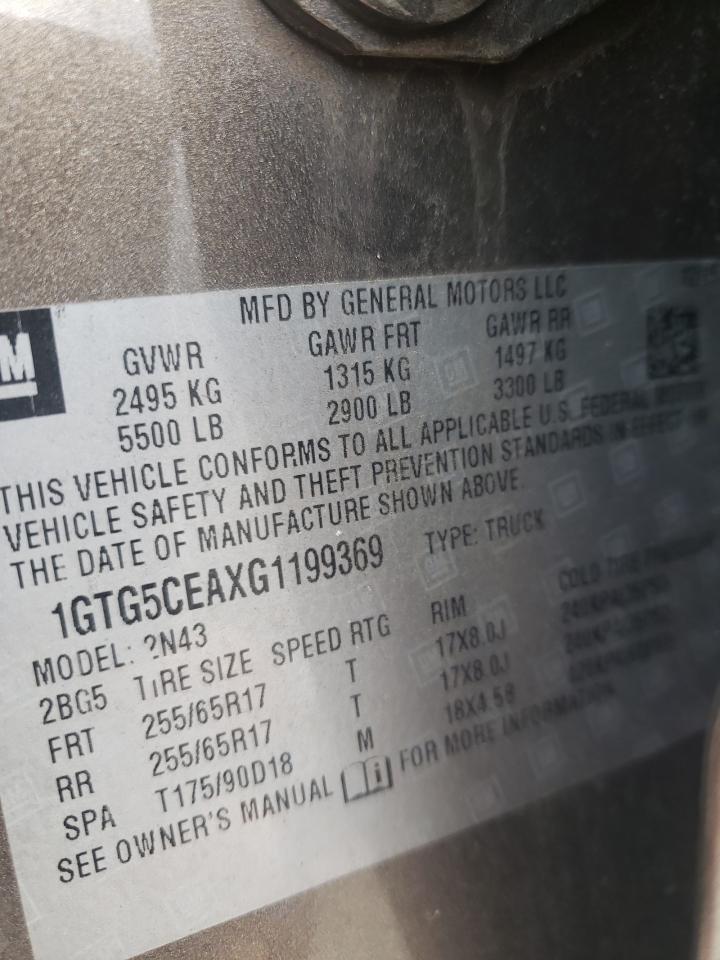 MFD BY GENERAL MOTORS LLC
GM
GVWR GAWR FRT GAWR RR
2495 KG 1315 KG 1497 KG
5500 LB 2900 LB 3300 LB
THIS VEHICLE CONFORMS TO ALL APPLICABLE U.S. FEDERAL
VEHICLE SAFETY AND THEFT PREVENTION STANDARDS IN EFFECT ON
THE DATE OF MANUFACTURE SHOWN ABOVE.
1GTG5CEAXG1199369 TYPE: TRUCK
MODEL: 2N43
2BG5 TIRE SIZE SPEED RTG RIM COLD TIRE PRESSURE
FRT 255/65R17 T 17X8.0J
RR 255/65R17 T 17X8.0J
SPA T175/90D18 M 18X4.5B
SEE OWNER'S MANUAL FOR MORE INFORMATION